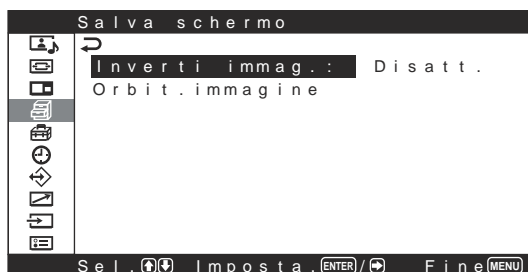 Salva schermo
Inverti immag.: Disatt.
Orbit.immagine
Sel. Imposta. ENTER / Fine MENU